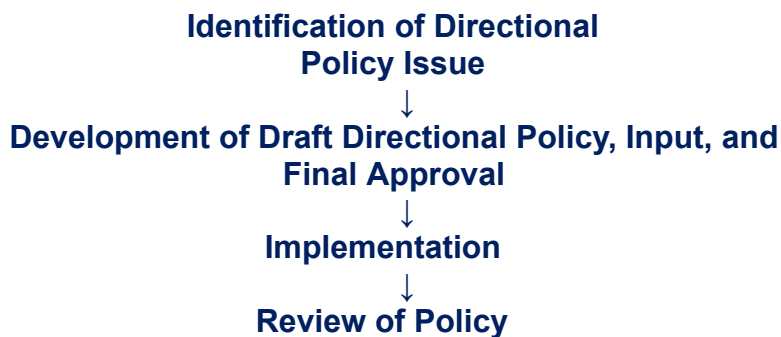 Identification of Directional
Policy Issue
↓
Development of Draft Directional Policy, Input, and
Final Approval
↓
Implementation
↓
Review of Policy